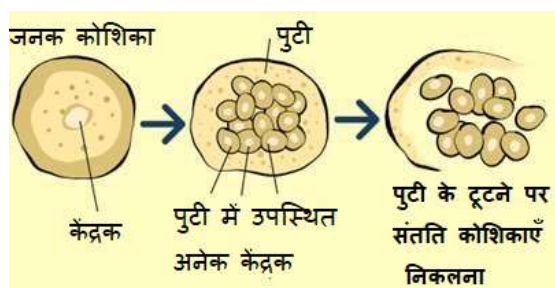 जनक कोशिका
पुटी
केंद्रक
पुटी में उपस्थित
अनेक केंद्रक
पुटी के टूटने पर
संतति कोशिकाएँ
निकलना